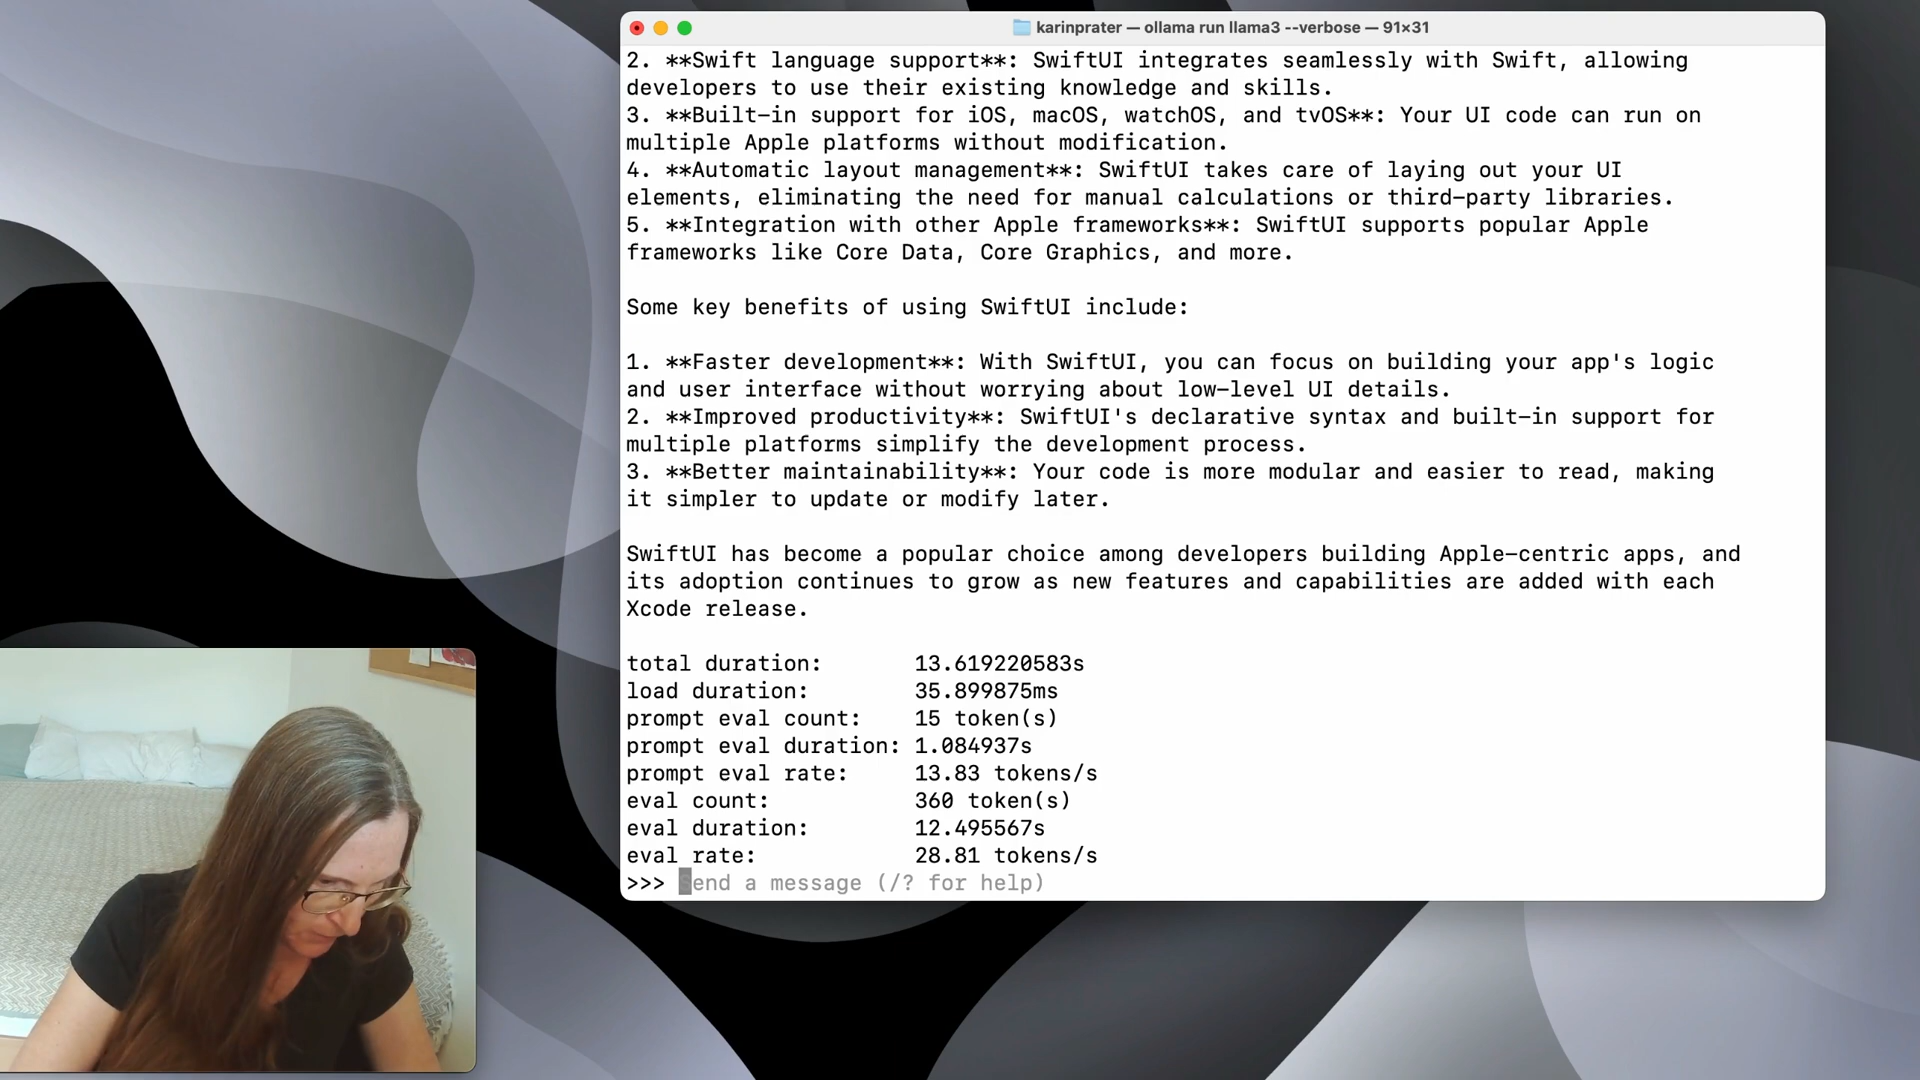 karinprater — ollama run llama3 --verbose — 91×31
2. **Swift language support**: SwiftUI integrates seamlessly with Swift, allowing
developers to use their existing knowledge and skills.
3. **Built-in support for iOS, macOS, watchOS, and tvOS**: Your UI code can run on
multiple Apple platforms without modification.
4. **Automatic layout management**: SwiftUI takes care of laying out your UI
elements, eliminating the need for manual calculations or third-party libraries.
5. **Integration with other Apple frameworks**: SwiftUI supports popular Apple
frameworks like Core Data, Core Graphics, and more.
Some key benefits of using SwiftUI include:
1. **Faster development**: With SwiftUI, you can focus on building your app's logic
and user interface without worrying about low-level UI details.
2. **Improved productivity**: SwiftUI's declarative syntax and built-in support for
multiple platforms simplify the development process.
3. **Better maintainability**: Your code is more modular and easier to read, making
it simpler to update or modify later.
SwiftUI has become a popular choice among developers building Apple-centric apps, and
its adoption continues to grow as new features and capabilities are added with each
Xcode release.
total duration: 13.619220583s
load duration: 35.899875ms
prompt eval count: 15 token(s)
prompt eval duration: 1.084937s
prompt eval rate: 13.83 tokens/s
eval count: 360 token(s)
eval duration: 12.495567s
eval rate: 28.81 tokens/s
>>> Send a message (/? for help)